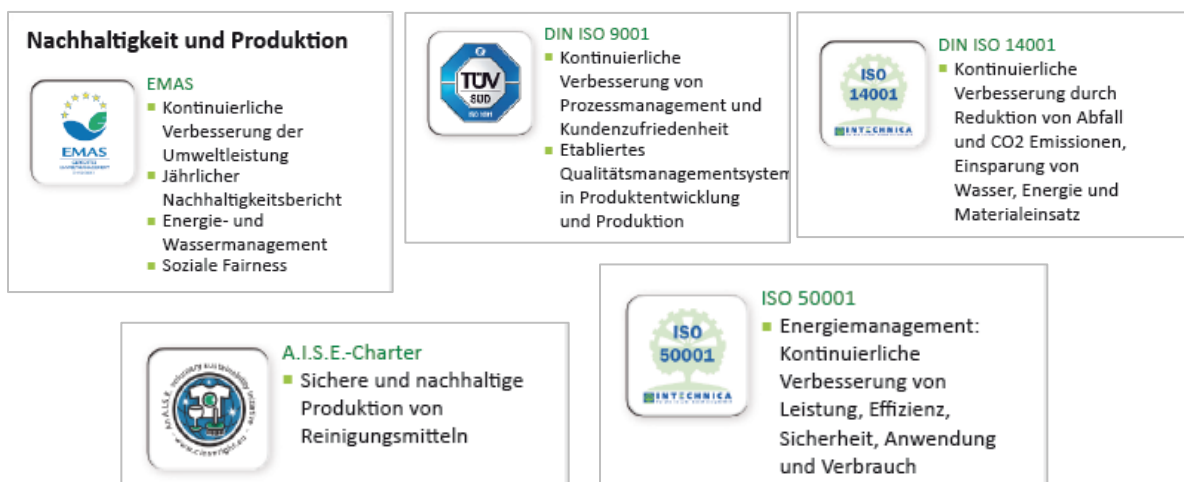 Nachhaltigkeit und Produktion
EMAS
EMAS
Kontinuierliche
Verbesserung der
Umweltleistung
Jährlicher
Nachhaltigkeitsbericht
Energie- und
Wassermanagement
Soziale Fairness
TÜV
SÜD
ISO 9001
DIN ISO 9001
Kontinuierliche
Verbesserung von
Prozessmanagement und
Kundenzufriedenheit
Etabliertes
Qualitätsmanagementsystem
in Produktentwicklung
und Produktion
ISO
14001
INTECHNICA
DIN ISO 14001
Kontinuierliche
Verbesserung durch
Reduktion von Abfall
und CO2 Emissionen,
Einsparung von
Wasser, Energie und
Materialeinsatz
A.I.S.E.-Charter
Sichere und nachhaltige
Produktion von
Reinigungsmitteln
ISO
50001
INTECHNICA
ISO 50001
Energiemanagement:
Kontinuierliche
Verbesserung von
Leistung, Effizienz,
Sicherheit, Anwendung
und Verbrauch